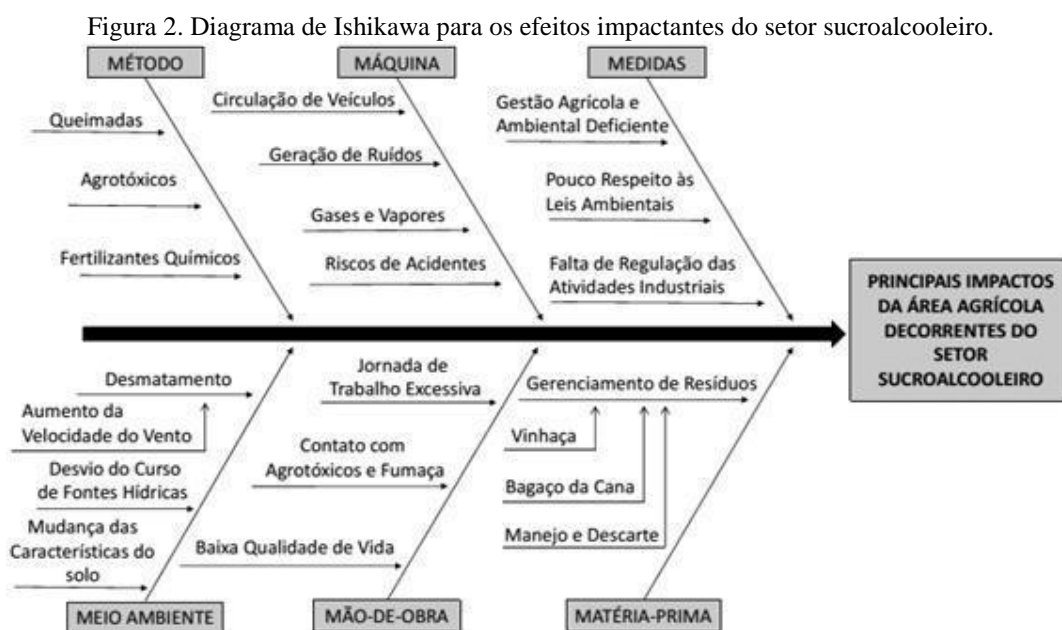 Figura 2. Diagrama de Ishikawa para os efeitos impactantes do setor sucroalcooleiro.
MÉTODO
MÁQUINA
MEDIDAS
Queimadas
Agrotóxicos
Fertilizantes Químicos
Circulação de Veículos
Geração de Ruídos
Gases e Vapores
Riscos de Acidentes
Gestão Agrícola e
Ambiental Deficiente
Pouco Respeito às
Leis Ambientais
Falta de Regulação das
Atividades Industriais
PRINCIPAIS IMPACTOS
DA ÁREA AGRÍCOLA
DECORRENTES DO
SETOR
SUCROALCOOLEIRO
Desmatamento
Aumento da
Velocidade do Vento
Desvio do Curso
de Fontes Hídricas
Mudança das
Características do
solo
Jornada de
Trabalho Excessiva
Contato com
Agrotóxicos e Fumaça
Baixa Qualidade de Vida
Gerenciamento de Resíduos
Vinhaça
Bagaço da Cana
Manejo e Descarte
MEIO AMBIENTE
MÃO-DE-OBRA
MATÉRIA-PRIMA